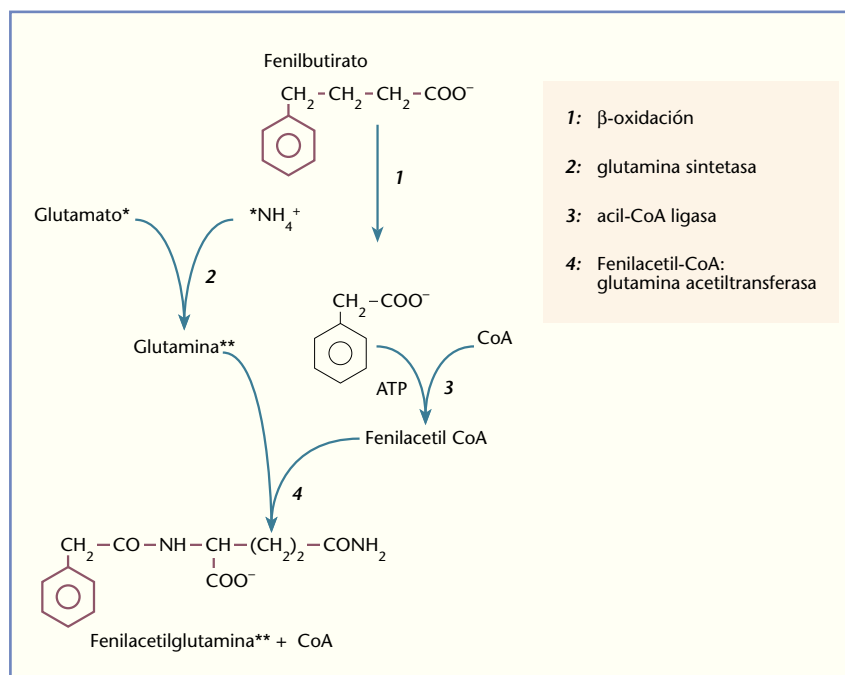 Fenilbutirato
CH2 – CH2 – CH2 – COO⁻
1
1: β-oxidación
2: glutamina sintetasa
3: acil-CoA ligasa
4: Fenilacetil-CoA:
glutamina acetiltransferasa
Glutamato*
*NH4⁺
2
Glutamina**
CH2–COO⁻
CoA
ATP
3
Fenilacetil CoA
4
CH2 – CO – NH – CH – (CH2)2 – CONH2
COO⁻
Fenilacetilglutamina** + CoA